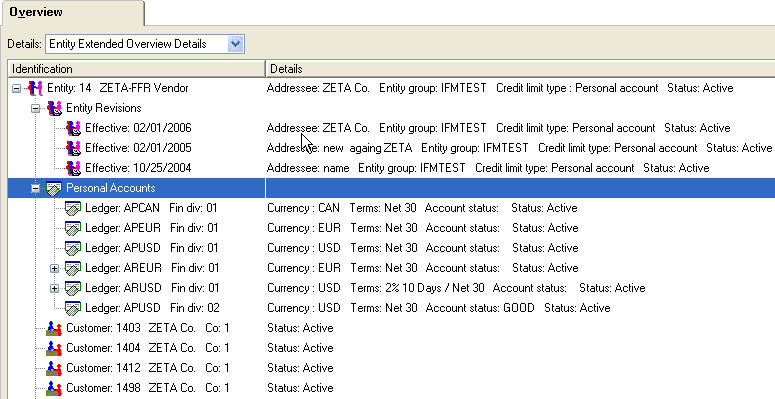 Overview
Details: Entity Extended Overview Details
Identification Details
Entity: 14 ZETA-FFR Vendor Addressee: ZETA Co. Entity group: IFMTEST Credit limit type : Personal account Status: Active
Entity Revisions
Effective: 02/01/2006 Addressee: ZETA Co. Entity group: IFMTEST Credit limit type: Personal account Status: Active
Effective: 02/01/2005 Addressee: new againg ZETA Entity group: IFMTEST Credit limit type: Personal account Status: Active
Effective: 10/25/2004 Addressee: name Entity group: IFMTEST Credit limit type: Personal account Status: Active
Personal Accounts
Ledger: APCAN Fin div: 01 Currency : CAN Terms: Net 30 Account status: Status: Active
Ledger: APEUR Fin div: 01 Currency : EUR Terms: Net 30 Account status: Status: Active
Ledger: APUSD Fin div: 01 Currency : USD Terms: Net 30 Account status: Status: Active
Ledger: AREUR Fin div: 01 Currency : EUR Terms: Net 30 Account status: Status: Active
Ledger: ARUSD Fin div: 01 Currency : USD Terms: 2% 10 Days / Net 30 Account status: Status: Active
Ledger: APUSD Fin div: 02 Currency : USD Terms: Net 30 Account status: GOOD Status: Active
Customer: 1403 ZETA Co. Co: 1 Status: Active
Customer: 1404 ZETA Co. Co: 1 Status: Active
Customer: 1412 ZETA Co. Co: 1 Status: Active
Customer: 1498 ZETA Co. Co: 1 Status: Active